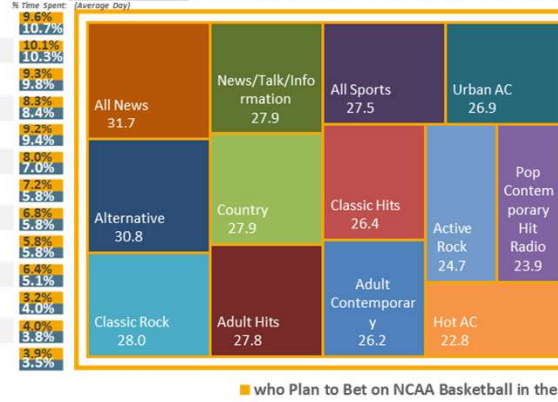 % Time Spent: (Average Day)
9.6%
10.7%
10.1%
10.3%
9.3%
9.8%
8.3%
8.4%
9.2%
9.4%
8.0%
7.0%
7.2%
5.8%
6.8%
5.8%
5.8%
5.8%
6.4%
5.1%
3.2%
4.0%
4.0%
3.8%
3.9%
3.5%
All News
31.7
News/Talk/Info
rmation
27.9
All Sports
27.5
Urban AC
26.9
Alternative
30.8
Country
27.9
Classic Hits
26.4
Active
Rock
24.7
Pop
Contem
porary
Hit
Radio
23.9
Classic Rock
28.0
Adult Hits
27.8
Adult
Contemporar
y
26.2
Hot AC
22.8
who Plan to Bet on NCAA Basketball in the